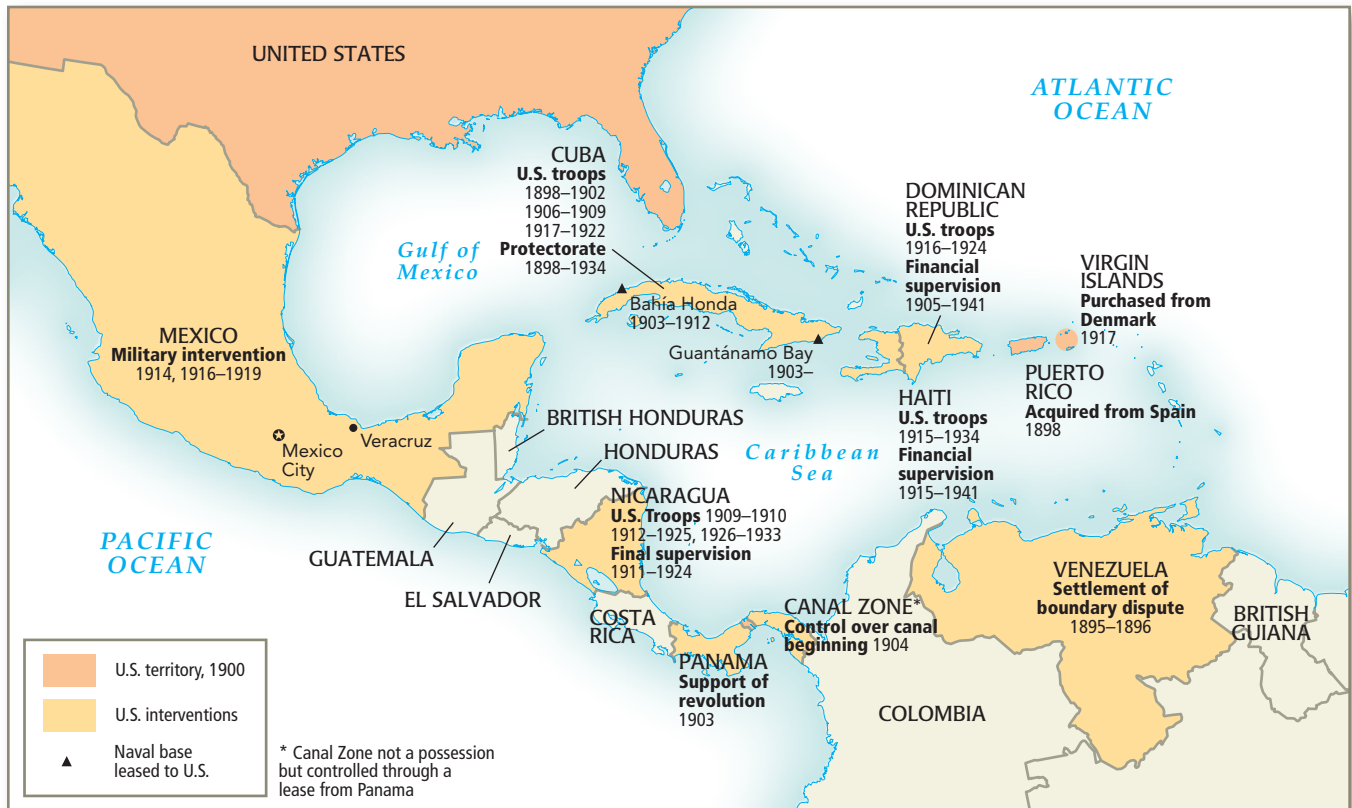 UNITED STATES
ATLANTIC
OCEAN
CUBA
U.S. troops
1898–1902
1906–1909
1917–1922
Protectorate
1898–1934
Gulf of
Mexico
DOMINICAN
REPUBLIC
U.S. troops
1916–1924
Financial
supervision
1905–1941
VIRGIN
ISLANDS
Purchased from
Denmark
1917
Bahía Honda
1903–1912
Guantánamo Bay
1903–
MEXICO
Military intervention
1914, 1916–1919
PUERTO
RICO
Acquired from Spain
1898
HAITI
U.S. troops
1915–1934
Financial
supervision
1915–1941
Mexico
City
Veracruz
BRITISH HONDURAS
HONDURAS
Caribbean
Sea
NICARAGUA
U.S. Troops 1909–1910
1912–1925, 1926–1933
Final supervision
1911–1924
PACIFIC
OCEAN
GUATEMALA
EL SALVADOR
COSTA
RICA
CANAL ZONE*
Control over canal
beginning 1904
PANAMA
Support of
revolution
1903
VENEZUELA
Settlement of
boundary dispute
1895–1896
BRITISH
GUIANA
COLOMBIA
U.S. territory, 1900
U.S. interventions
Naval base
leased to U.S.
* Canal Zone not a possession
but controlled through a
lease from Panama